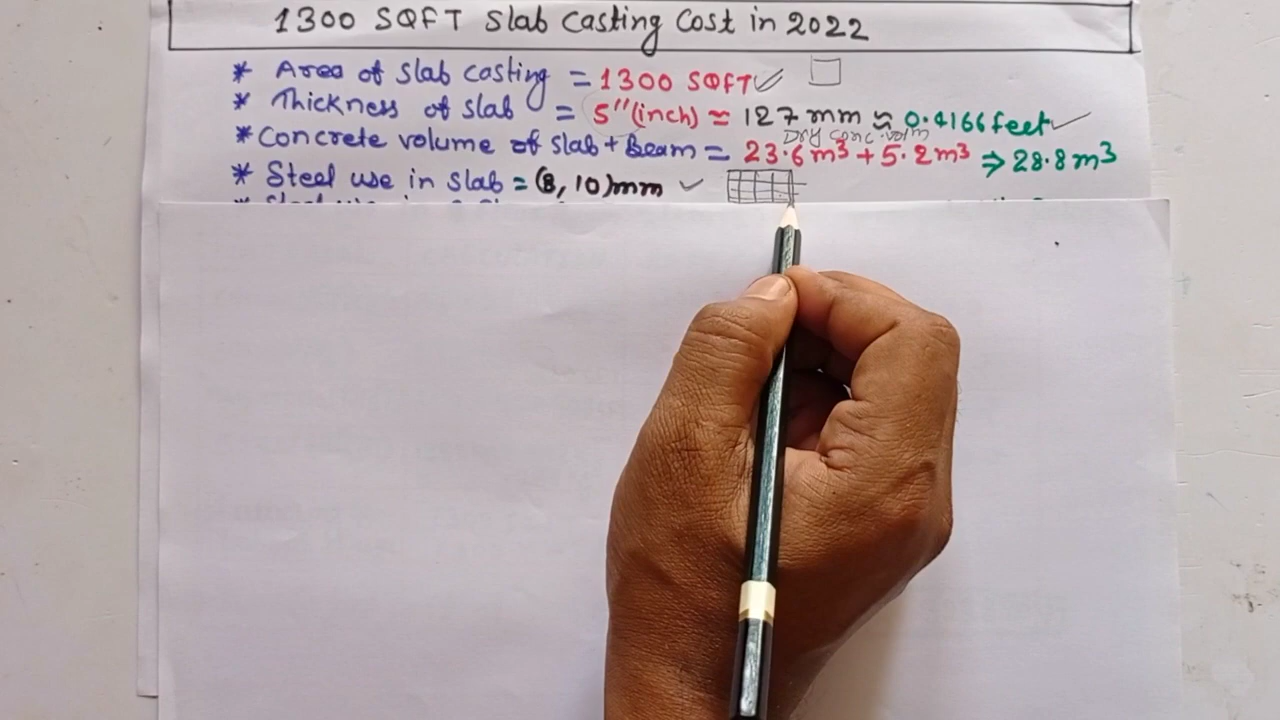 1300 SQFT Slab Casting Cost in 2022
* Area of slab casting = 1300 SQFT ✓
* Thickness of slab = 5"(inch) ≈ 127 mm ≈ 0.4166 feet ✓
Dry conc. volm
* Concrete volume of slab + Beam = 23.6 m³ + 5.2 m³ ⇒ 28.8 m³
* Steel use in slab = (8, 10) mm ✓